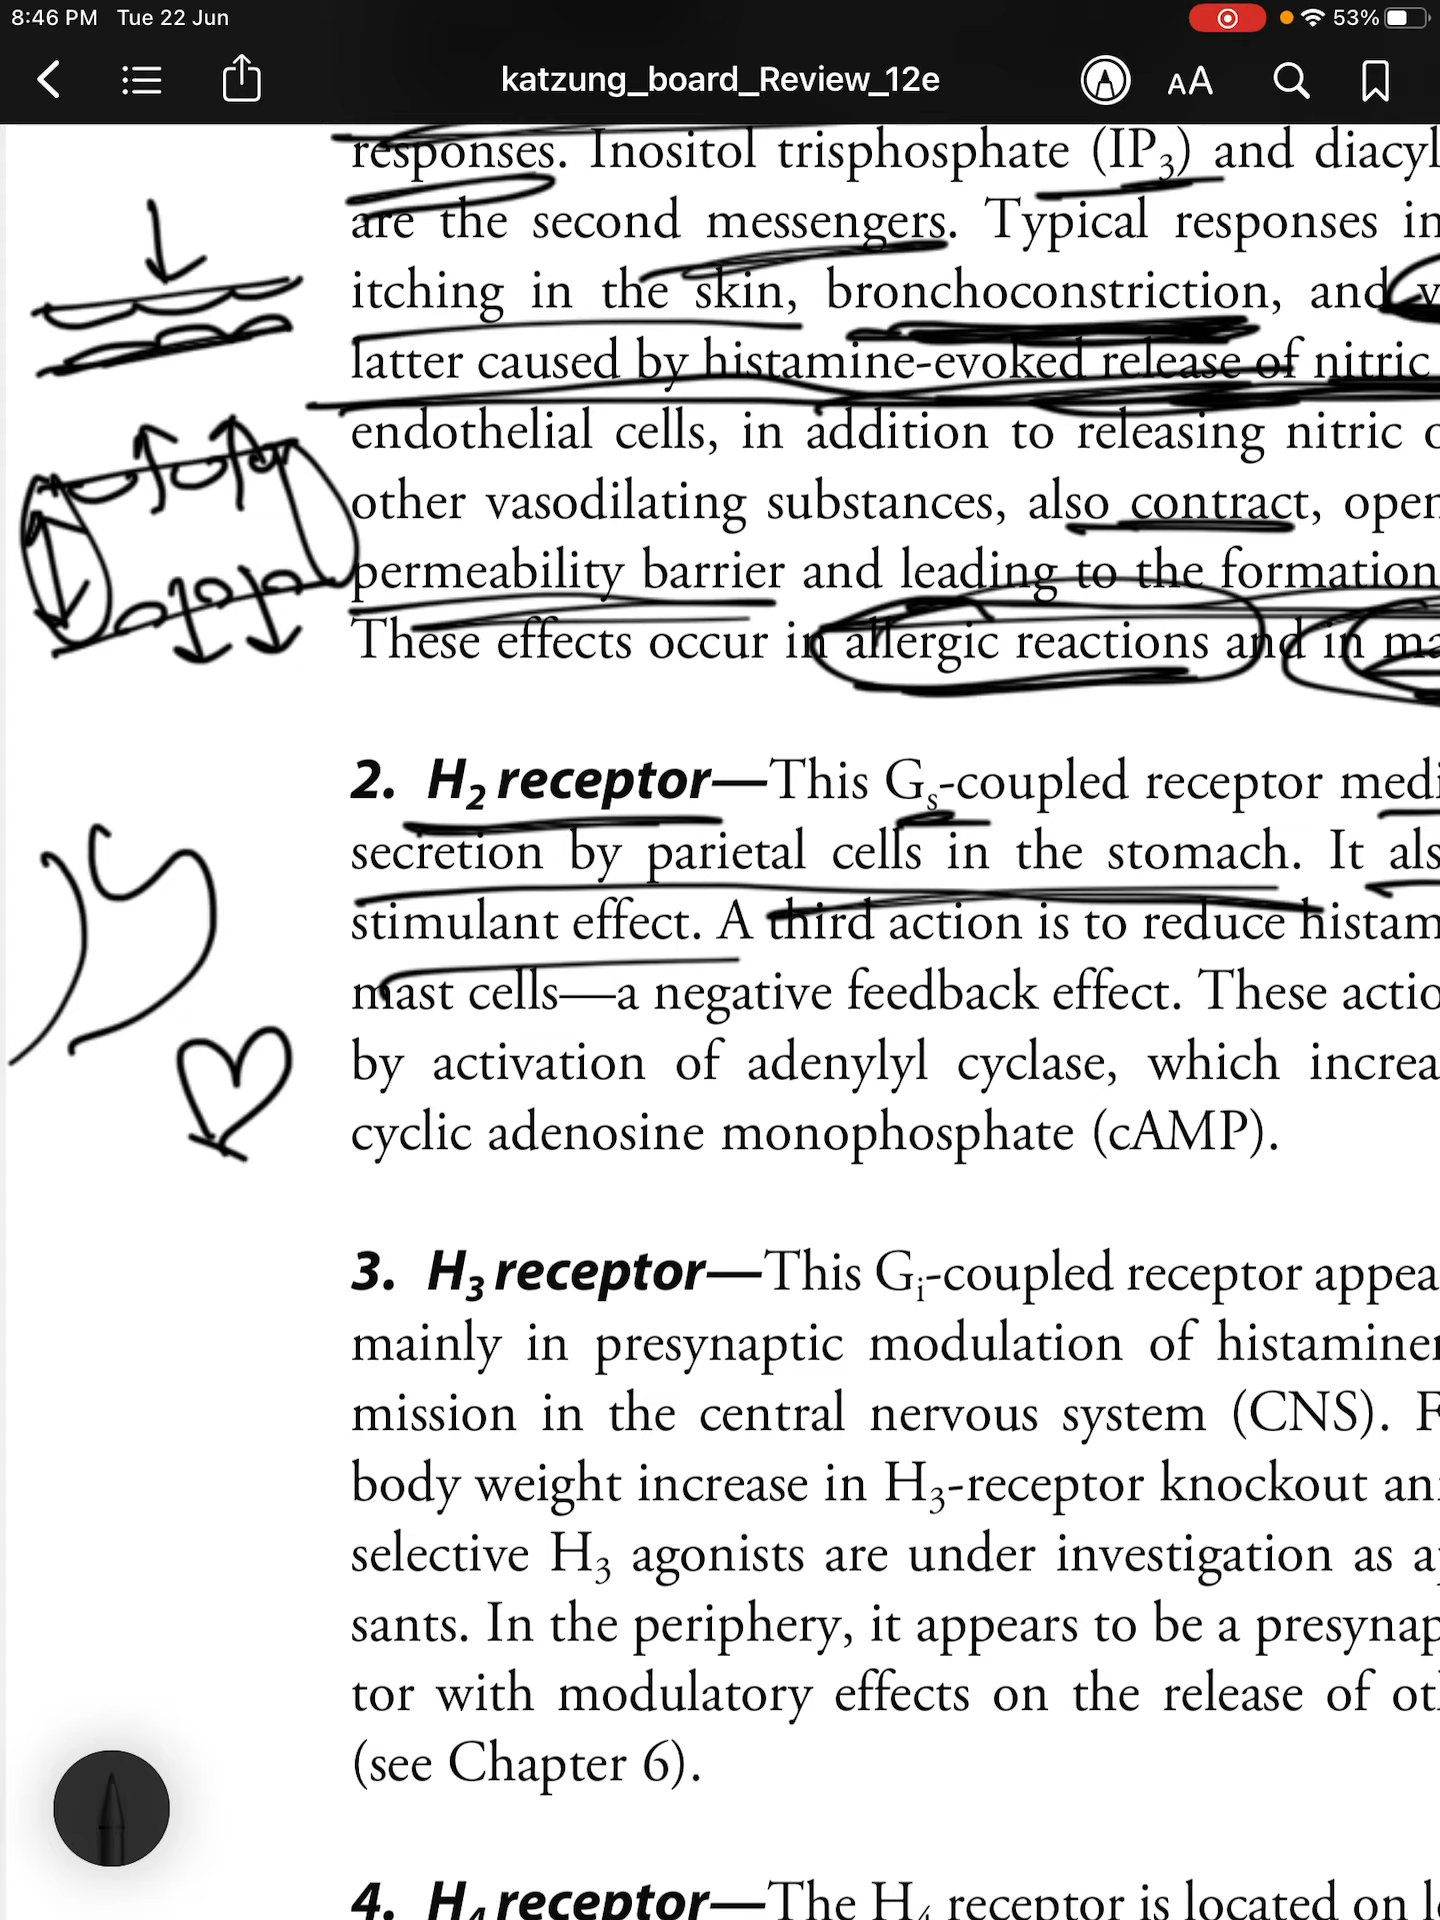 8:46 PM Tue 22 Jun
53%
katzung_board_Review_12e
AA
responses. Inositol trisphosphate (IP3) and diacyl
are the second messengers. Typical responses in
itching in the skin, bronchoconstriction, and v
latter caused by histamine-evoked release of nitric
endothelial cells, in addition to releasing nitric o
other vasodilating substances, also contract, open
permeability barrier and leading to the formation
These effects occur in allergic reactions and in ma
2. H2 receptor—This Gs-coupled receptor medi
secretion by parietal cells in the stomach. It als
stimulant effect. A third action is to reduce histam
mast cells—a negative feedback effect. These actio
by activation of adenylyl cyclase, which increa
cyclic adenosine monophosphate (cAMP).
3. H3 receptor—This Gi-coupled receptor appea
mainly in presynaptic modulation of histaminer
mission in the central nervous system (CNS). F
body weight increase in H3-receptor knockout ani
selective H3 agonists are under investigation as ap
sants. In the periphery, it appears to be a presynap
tor with modulatory effects on the release of oth
(see Chapter 6).
4. H4 receptor—The H4 receptor is located on le